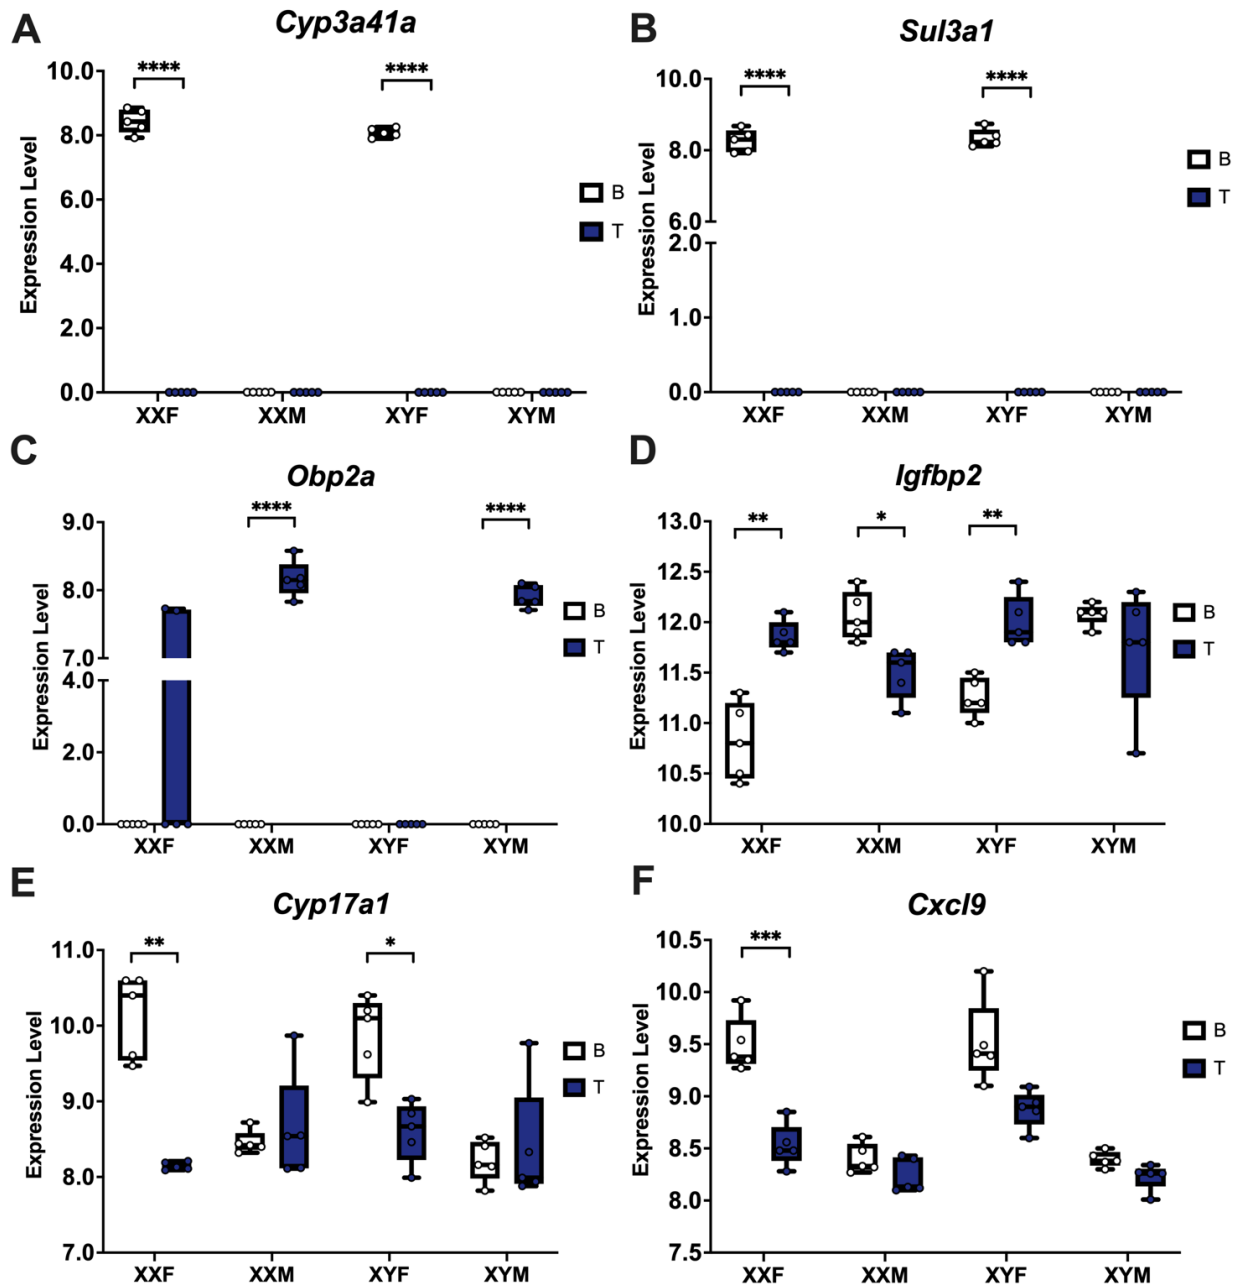 A
Cyp3a41a
Expression Level
10.0
8.0
6.0
4.0
2.0
0.0
****
****
XXF
XXM
XYF
XYM
B
T
B
Sul3a1
Expression Level
10.0
8.0
6.0
2.0
1.0
0.0
****
****
XXF
XXM
XYF
XYM
B
T
C
Obp2a
Expression Level
9.0
8.0
7.0
4.0
2.0
0.0
****
****
XXF
XXM
XYF
XYM
B
T
D
Igfbp2
Expression Level
13.0
12.5
12.0
11.5
11.0
10.5
10.0
**
*
**
XXF
XXM
XYF
XYM
B
T
E
Cyp17a1
Expression Level
11.0
10.0
9.0
8.0
7.0
**
*
XXF
XXM
XYF
XYM
B
T
F
Cxcl9
Expression Level
10.5
10.0
9.5
9.0
8.5
8.0
7.5
***
XXF
XXM
XYF
XYM
B
T